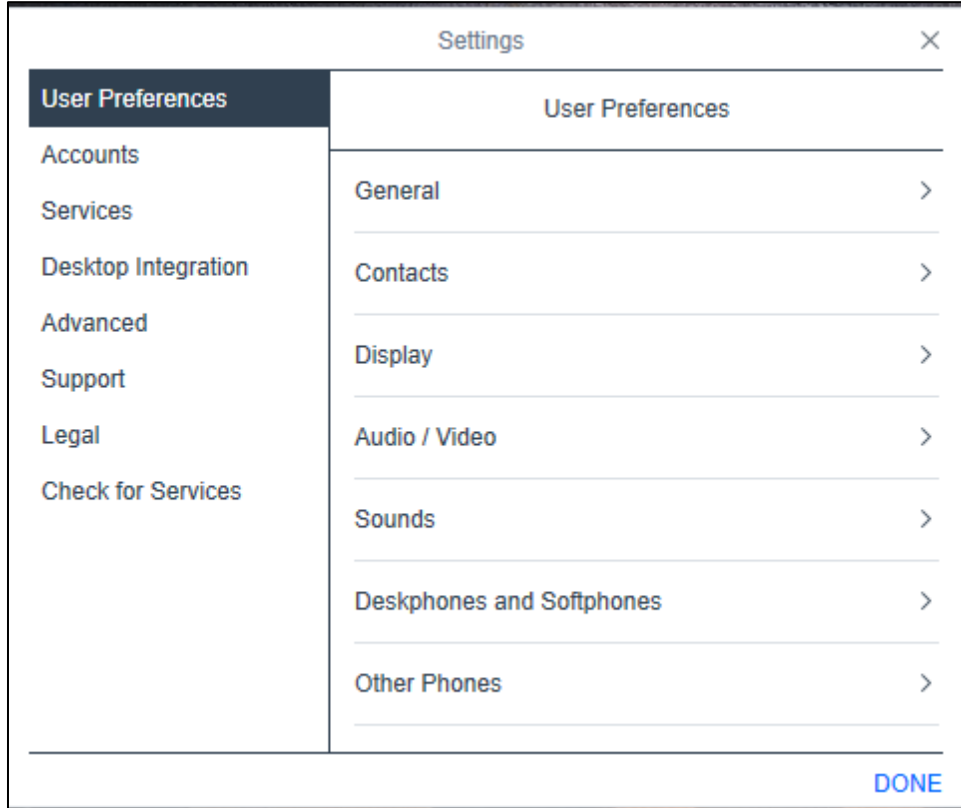 Settings
User Preferences
Accounts
Services
Desktop Integration
Advanced
Support
Legal
Check for Services
User Preferences
General
Contacts
Display
Audio / Video
Sounds
Deskphones and Softphones
Other Phones
DONE